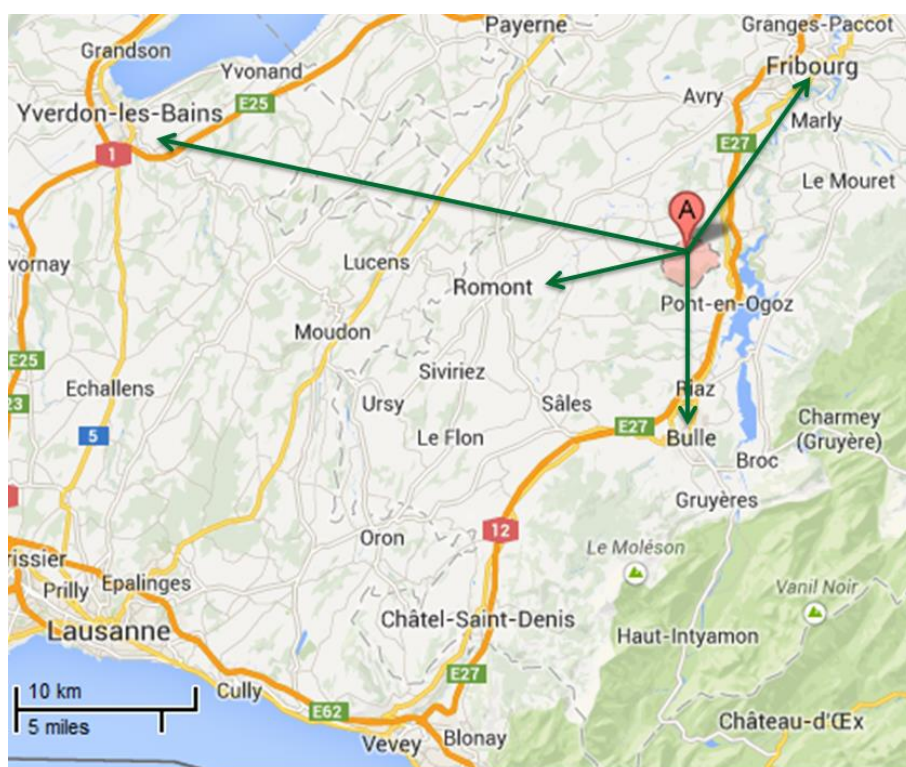 Payerne
Granges-Paccot
Grandson
Fribourg
Yvonand
Avry
E25
Yverdon-les-Bains
Marly
E27
1
Le Mouret
A
vornay
Lucens
Romont
Pont-en-Ogoz
Moudon
E25
Siviriez
Riaz
Echallens
23
Ursy
Sâles
Charmey
(Gruyère)
E27
5
Le Flon
Bulle
Broc
Gruyères
12
Oron
Le Moléson
rissier
Epalinges
Prilly
Vanil Noir
Châtel-Saint-Denis
Lausanne
Haut-Intyamon
E27
10 km
Cully
5 miles
E62
Château-d'Œx
Vevey
Blonay